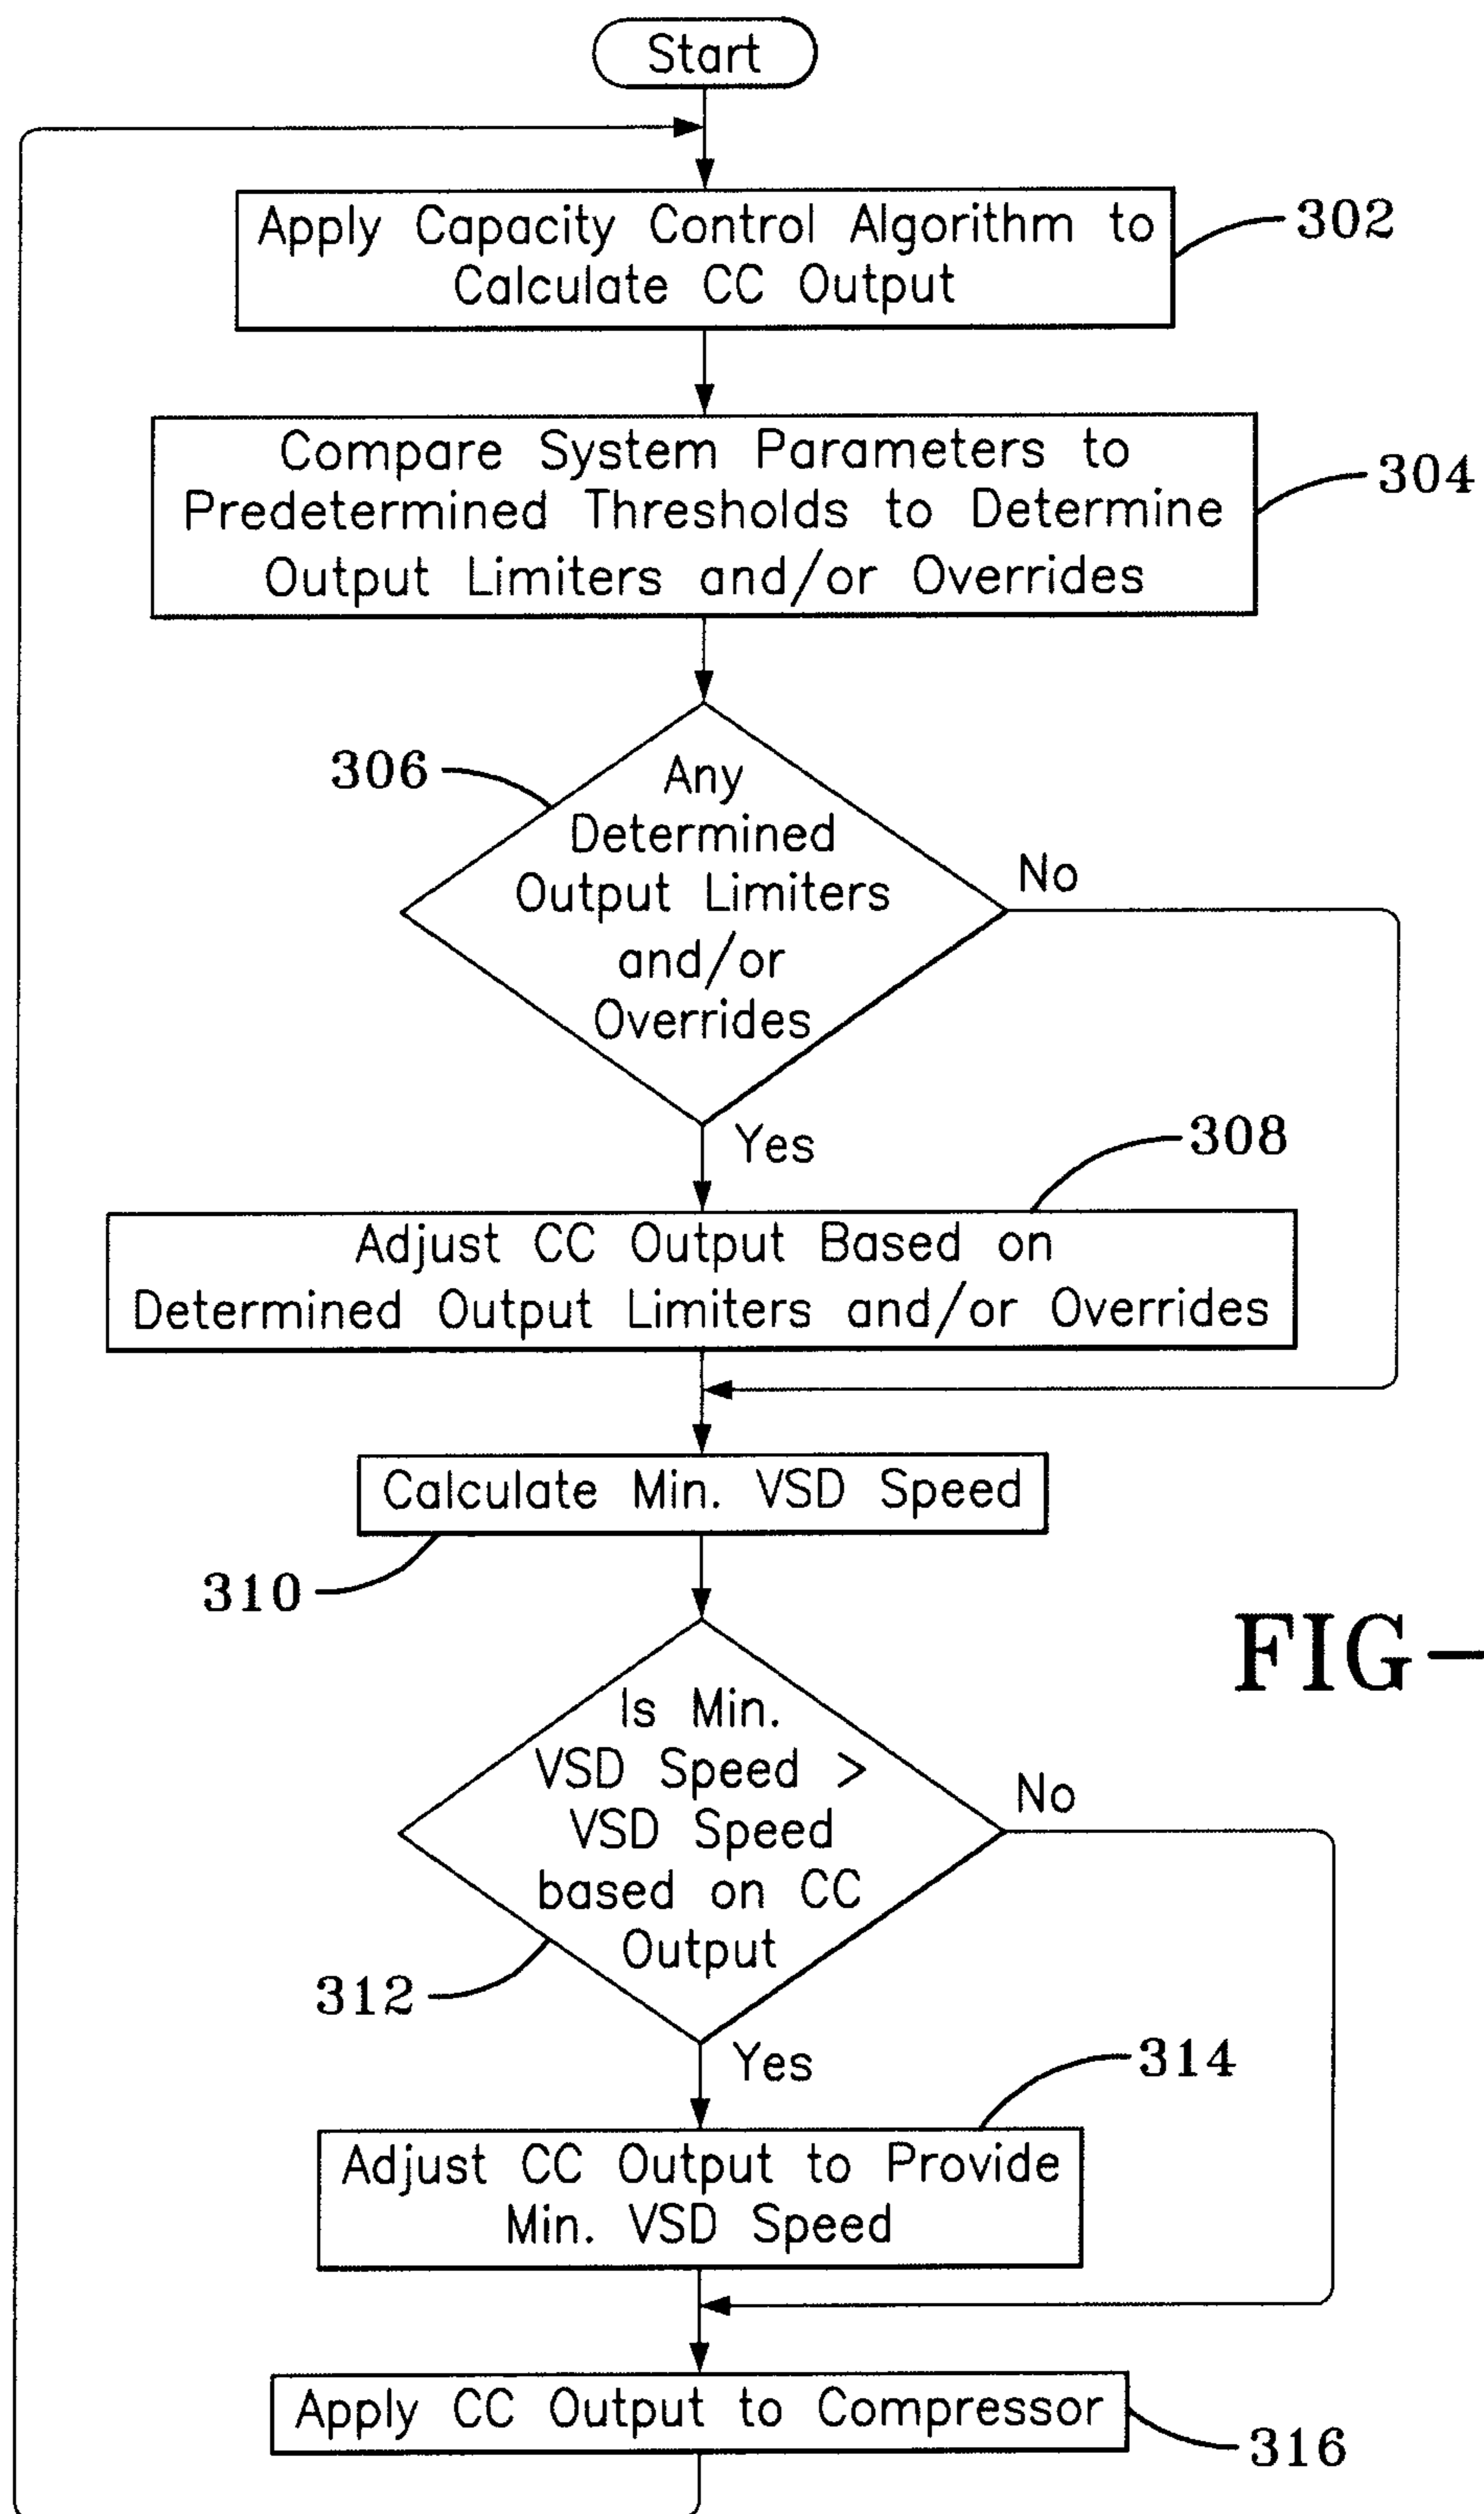 Start
Apply Capacity Control Algorithm to
Calculate CC Output
302
Compare System Parameters to
Predetermined Thresholds to Determine
Output Limiters and/or Overrides
304
306
Any
Determined
Output Limiters
and/or
Overrides
No
Yes
308
Adjust CC Output Based on
Determined Output Limiters and/or Overrides
Calculate Min. VSD Speed
310
FIG-
Is Min.
VSD Speed >
VSD Speed
based on CC
Output
No
312
Yes
314
Adjust CC Output to Provide
Min. VSD Speed
Apply CC Output to Compressor
316